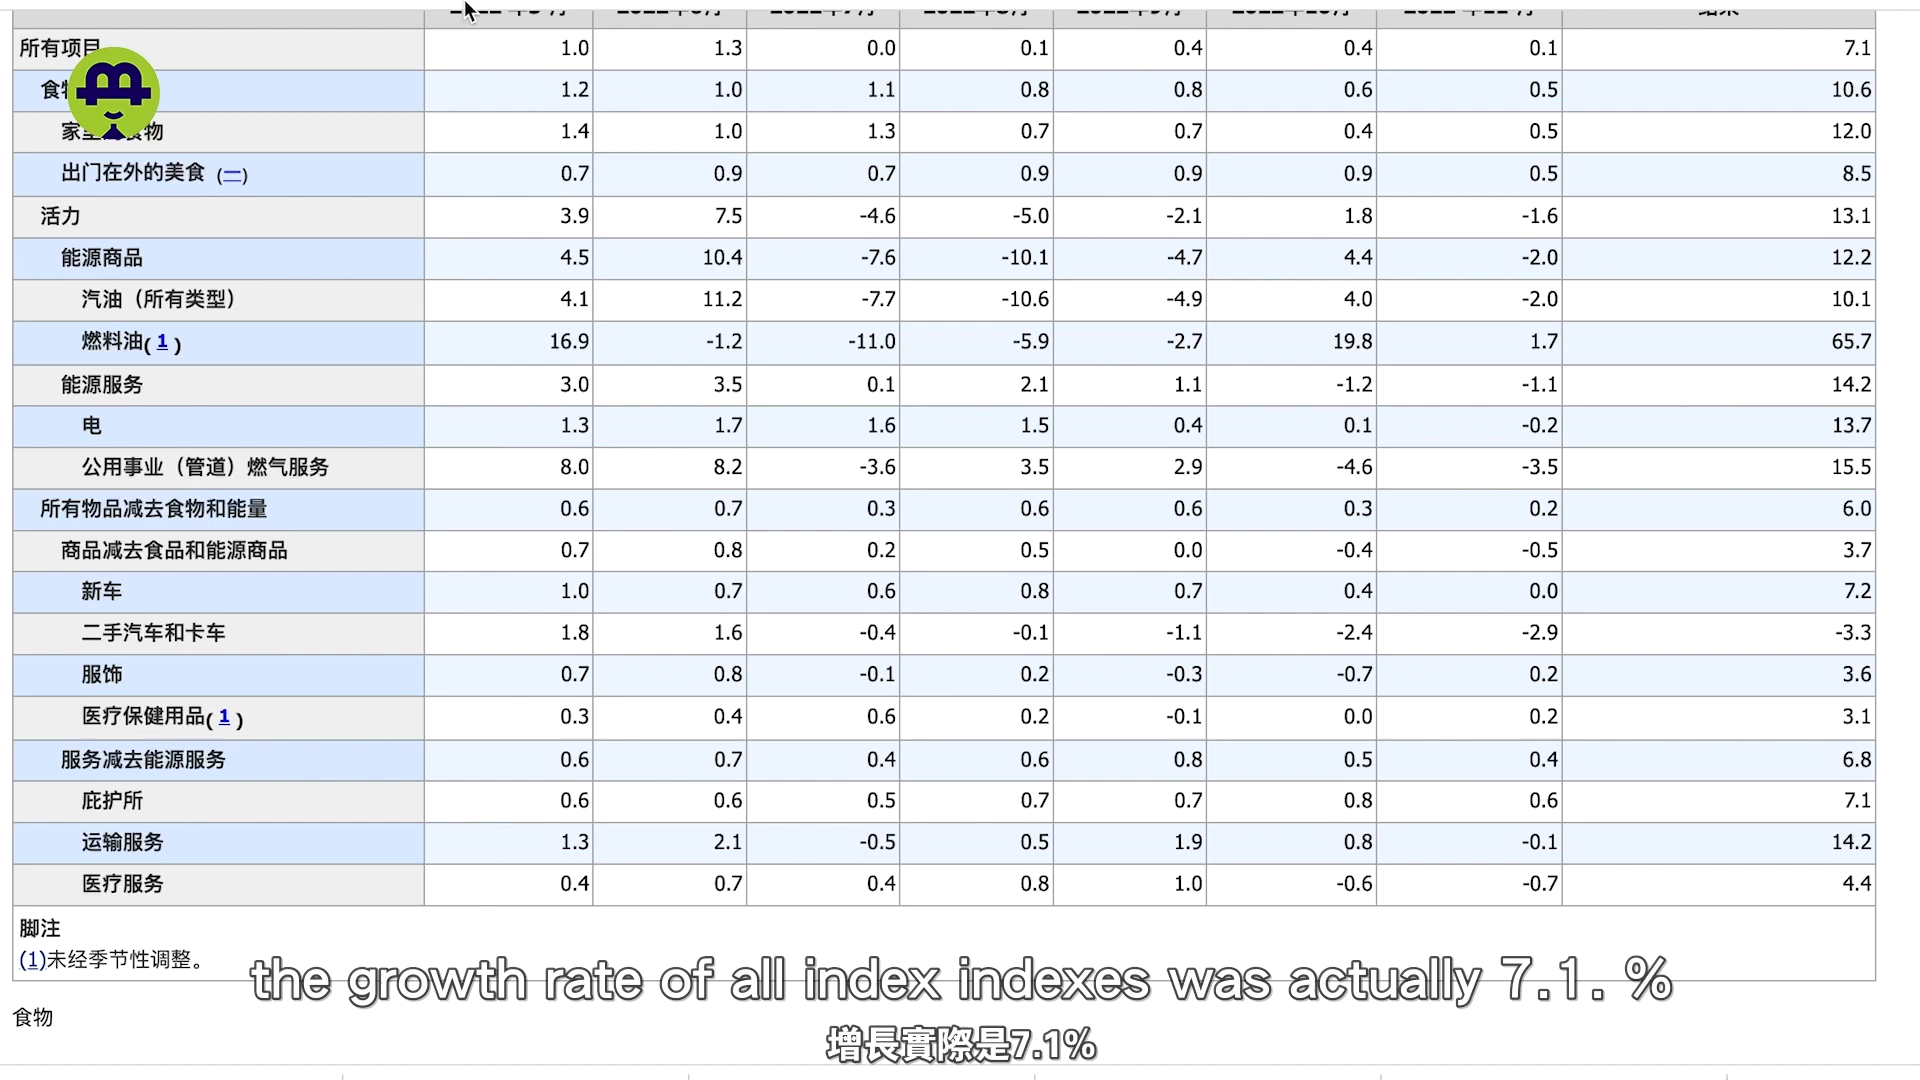 所有项目 1.0 1.3 0.0 0.1 0.4 0.4 0.1 7.1
食 1.2 1.0 1.1 0.8 0.8 0.6 0.5 10.6
食物 1.4 1.0 1.3 0.7 0.7 0.4 0.5 12.0
出门在外的美食 (一) 0.7 0.9 0.7 0.9 0.9 0.9 0.5 8.5
活力 3.9 7.5 -4.6 -5.0 -2.1 1.8 -1.6 13.1
能源商品 4.5 10.4 -7.6 -10.1 -4.7 4.4 -2.0 12.2
汽油（所有类型） 4.1 11.2 -7.7 -10.6 -4.9 4.0 -2.0 10.1
燃料油( 1 ) 16.9 -1.2 -11.0 -5.9 -2.7 19.8 1.7 65.7
能源服务 3.0 3.5 0.1 2.1 1.1 -1.2 -1.1 14.2
电 1.3 1.7 1.6 1.5 0.4 0.1 -0.2 13.7
公用事业（管道）燃气服务 8.0 8.2 -3.6 3.5 2.9 -4.6 -3.5 15.5
所有物品减去食物和能量 0.6 0.7 0.3 0.6 0.6 0.3 0.2 6.0
商品减去食品和能源商品 0.7 0.8 0.2 0.5 0.0 -0.4 -0.5 3.7
新车 1.0 0.7 0.6 0.8 0.7 0.4 0.0 7.2
二手汽车和卡车 1.8 1.6 -0.4 -0.1 -1.1 -2.4 -2.9 -3.3
服饰 0.7 0.8 -0.1 0.2 -0.3 -0.7 0.2 3.6
医疗保健用品( 1 ) 0.3 0.4 0.6 0.2 -0.1 0.0 0.2 3.1
服务减去能源服务 0.6 0.7 0.4 0.6 0.8 0.5 0.4 6.8
庇护所 0.6 0.6 0.5 0.7 0.7 0.8 0.6 7.1
运输服务 1.3 2.1 -0.5 0.5 1.9 0.8 -0.1 14.2
医疗服务 0.4 0.7 0.4 0.8 1.0 -0.6 -0.7 4.4
脚注
(1)未经季节性调整。
the growth rate of all index indexes was actually 7.1. %
食物
增長實際是7.1%